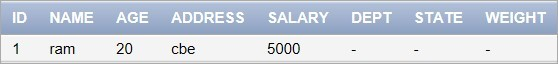 ID NAME AGE ADDRESS SALARY DEPT STATE WEIGHT
1 ram 20 cbe 5000 - - -